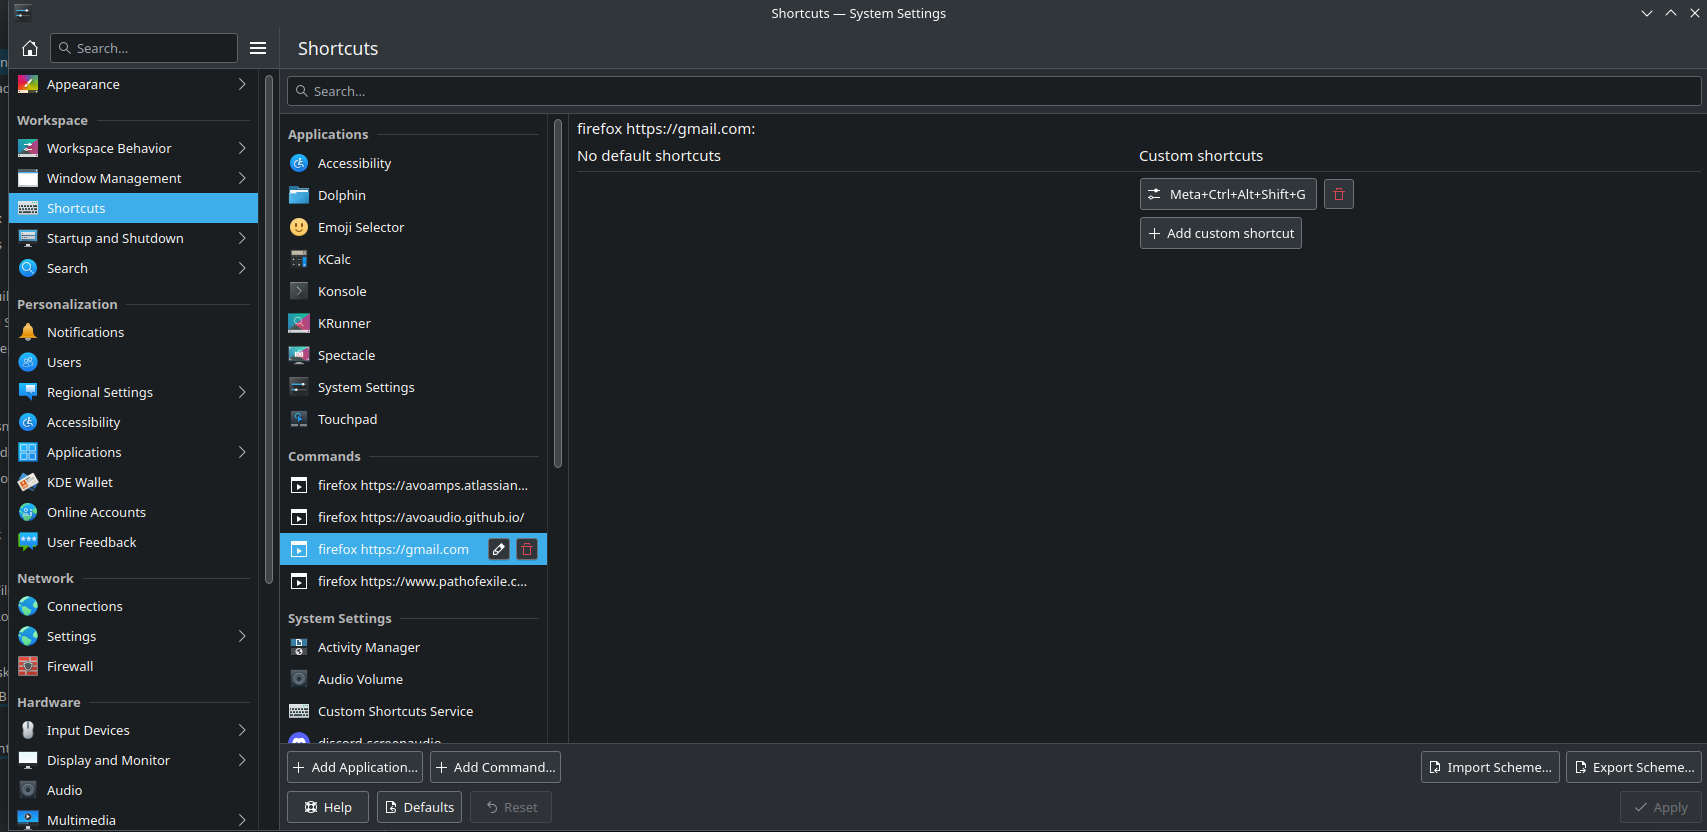 Shortcuts — System Settings
Search...
Shortcuts
Appearance
Workspace
Workspace Behavior
Window Management
Shortcuts
Startup and Shutdown
Search
Personalization
Notifications
Users
Regional Settings
Accessibility
Applications
KDE Wallet
Online Accounts
User Feedback
Network
Connections
Settings
Firewall
Hardware
Input Devices
Display and Monitor
Audio
Multimedia
Search...
Applications
Accessibility
Dolphin
Emoji Selector
KCalc
Konsole
KRunner
Spectacle
System Settings
Touchpad
Commands
firefox https://avoamps.atlassian...
firefox https://avoaudio.github.io/
firefox https://gmail.com
firefox https://www.pathofexile.c...
System Settings
Activity Manager
Audio Volume
Custom Shortcuts Service
discord-screenaudio
firefox https://gmail.com:
No default shortcuts
Custom shortcuts
Meta+Ctrl+Alt+Shift+G
Add custom shortcut
Add Application...
Add Command...
Import Scheme...
Export Scheme...
Help
Defaults
Reset
Apply